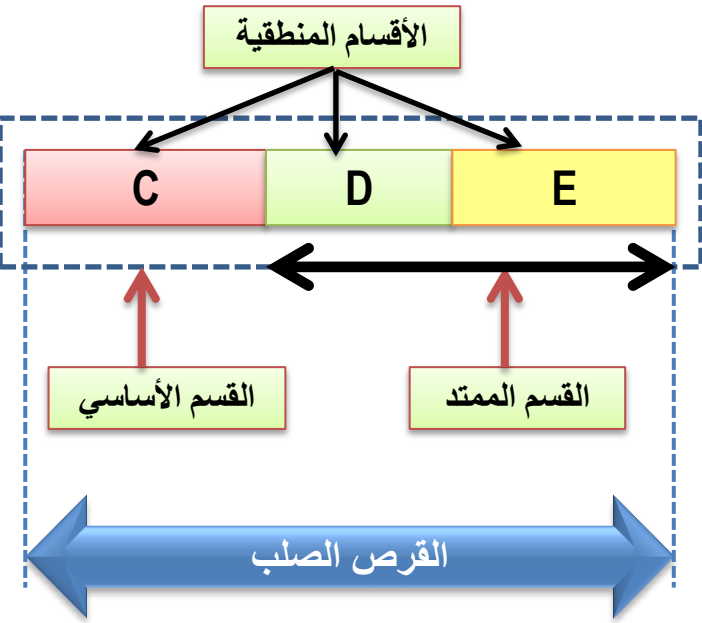 الأقسام المنطقية
C
D
E
القسم الأساسي
القسم الممتد
القرص الصلب